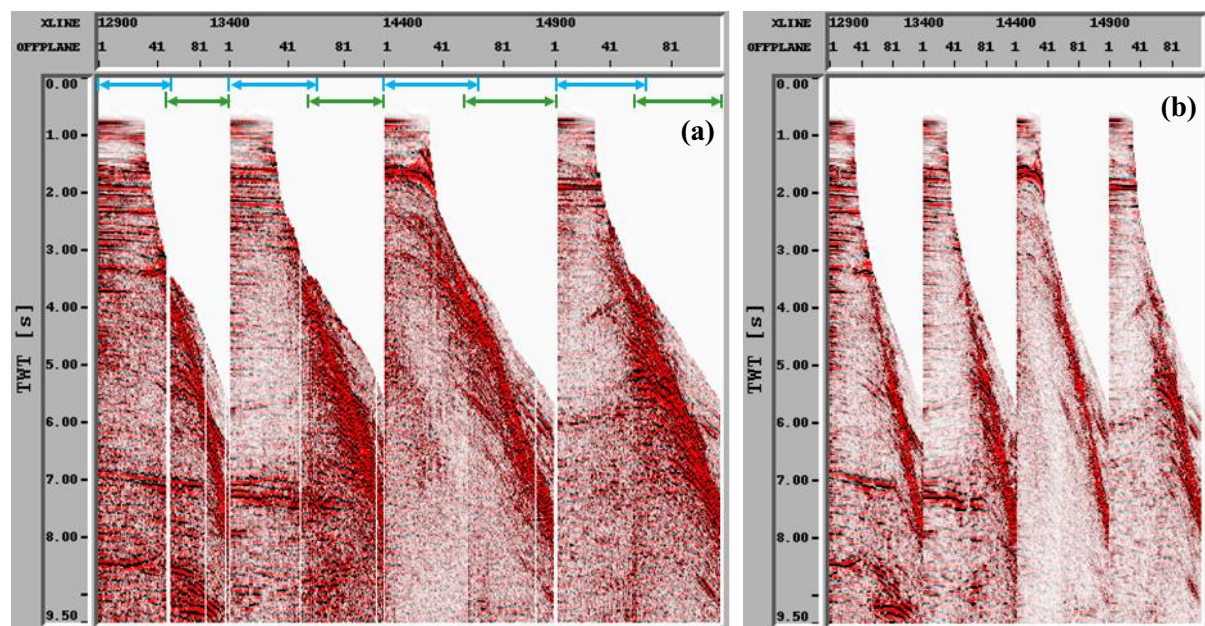 XLINE 12900 13400 14400 14900
OFFPLANE 1 41 81 1 41 81 1 41 81 1 41 81
0.00
1.00
2.00
3.00
4.00
5.00
6.00
7.00
8.00
9.50
TWT [s]
(a)
XLINE 12900 13400 14400 14900
OFFPLANE 1 41 81 1 41 81 1 41 81 1 41 81
0.00
1.00
2.00
3.00
4.00
5.00
6.00
7.00
8.00
9.50
TWT [s]
(b)